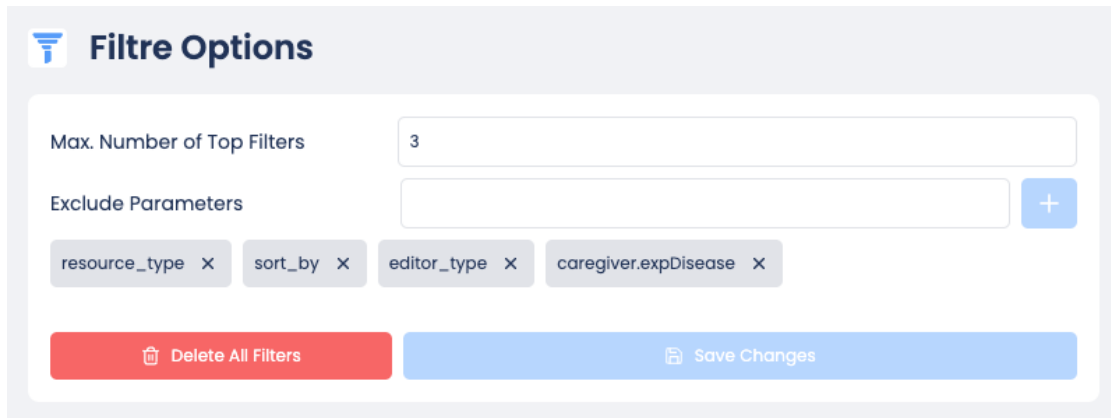 Filtre Options
Max. Number of Top Filters 3
Exclude Parameters
resource_type × sort_by × editor_type × caregiver.expDisease ×
Delete All Filters Save Changes